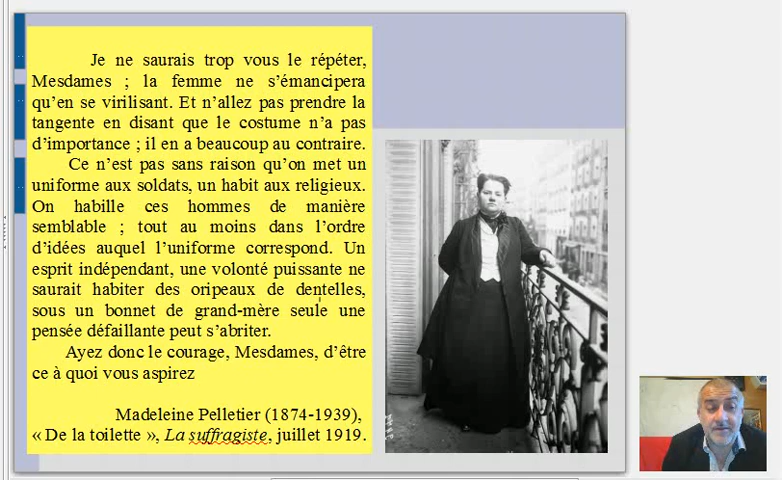 Je ne saurais trop vous le répéter,
Mesdames ; la femme ne s’émancipera
qu’en se virilisant. Et n’allez pas prendre la
tangente en disant que le costume n’a pas
d’importance ; il en a beaucoup au contraire.
Ce n’est pas sans raison qu’on met un
uniforme aux soldats, un habit aux religieux.
On habille ces hommes de manière
semblable ; tout au moins dans l’ordre
d’idées auquel l’uniforme correspond. Un
esprit indépendant, une volonté puissante ne
saurait habiter des oripeaux de dentelles,
sous un bonnet de grand-mère seule une
pensée défaillante peut s’abriter.
Ayez donc le courage, Mesdames, d’être
ce à quoi vous aspirez
Madeleine Pelletier (1874-1939),
« De la toilette », La suffragiste, juillet 1919.